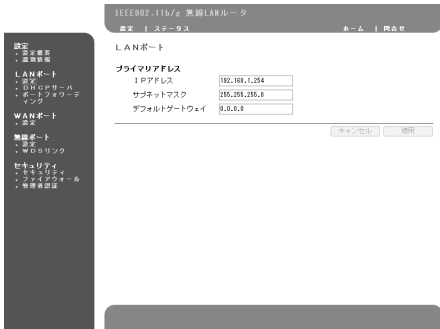 IEEE802.11b/g 無線LANルータ
設定 | ステータス
ホーム | 問合せ
設定
・設定概要
・識別情報
LANポート
・設定
・DHCPサーバ
・ポートフォワーディング
WANポート
・設定
無線ポート
・設定
・WDSリンク
セキュリティ
・セキュリティ
・ファイアウォール
・管理者認証
LANポート
プライマリアドレス
IPアドレス 192.168.1.254
サブネットマスク 255.255.255.0
デフォルトゲートウェイ 0.0.0.0
キャンセル 適用